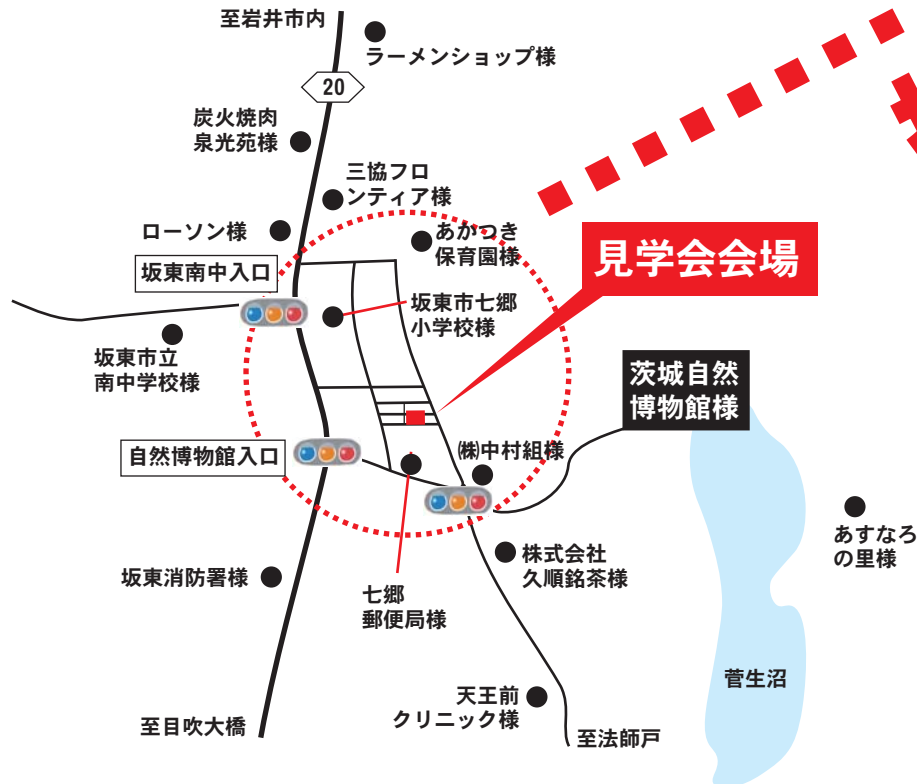 至岩井市内
ラーメンショップ様
20
炭火焼肉
泉光苑様
三協フロ
ンティア様
ローソン様
あかつき
保育園様
見学会会場
坂東南中入口
坂東市七郷
小学校様
坂東市立
南中学校様
茨城自然
博物館様
自然博物館入口
㈱中村組様
あすなろ
の里様
株式会社
久順銘茶様
坂東消防署様
七郷
郵便局様
菅生沼
天王前
クリニック様
至目吹大橋
至法師戸